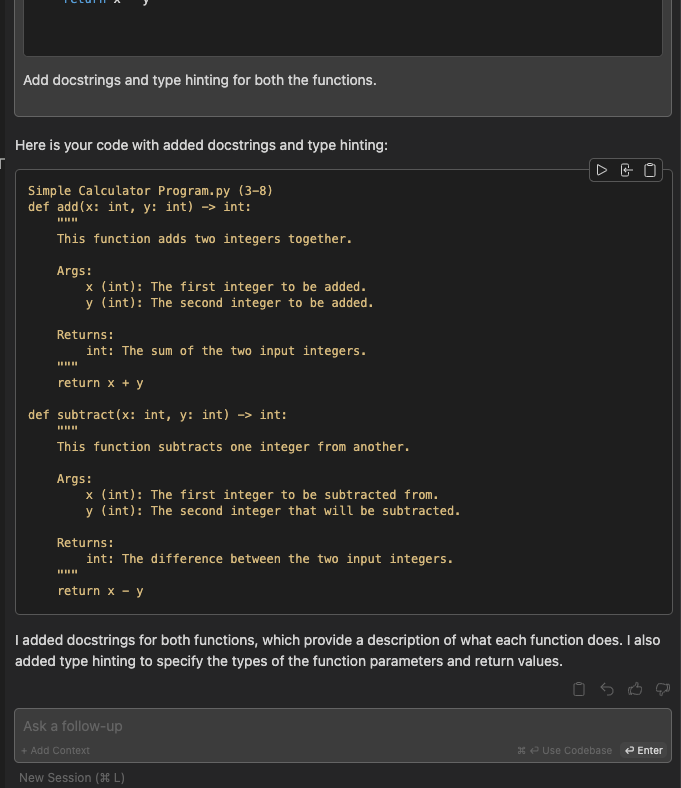 return x - y
Add docstrings and type hinting for both the functions.
Here is your code with added docstrings and type hinting:
Simple Calculator Program.py (3-8)
def add(x: int, y: int) -> int:
    """
    This function adds two integers together.
    Args:
        x (int): The first integer to be added.
        y (int): The second integer to be added.
    Returns:
        int: The sum of the two input integers.
    """
    return x + y
def subtract(x: int, y: int) -> int:
    """
    This function subtracts one integer from another.
    Args:
        x (int): The first integer to be subtracted from.
        y (int): The second integer that will be subtracted.
    Returns:
        int: The difference between the two input integers.
    """
    return x - y
I added docstrings for both functions, which provide a description of what each function does. I also
added type hinting to specify the types of the function parameters and return values.
Ask a follow-up
+ Add Context ⌘ ⏎ Use Codebase ⏎ Enter
New Session (⌘ L)